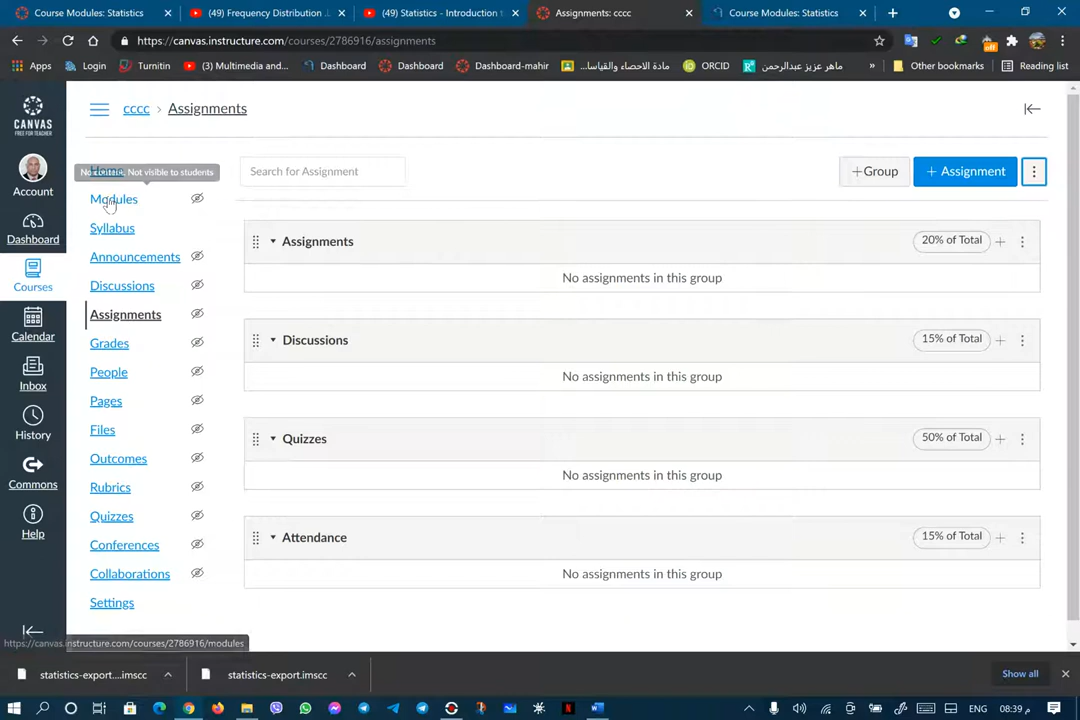 Course Modules: Statistics
(49) Frequency Distribution
(49) Statistics - Introduction
Assignments: cccc
Course Modules: Statistics
https://canvas.instructure.com/courses/2786916/assignments
off
Apps
Login
Turnitin
(3) Multimedia and...
Dashboard
Dashboard
Dashboard-mahir
مادة الاحصاء والقياسا...
ORCID
ماهر عزيز عبدالرحمن
»
Other bookmarks
Reading list
CANVAS
FREE FOR TEACHER
Account
Dashboard
Courses
Calendar
Inbox
History
Commons
Help
cccc > Assignments
No content. Not visible to students
Modules
Syllabus
Announcements
Discussions
Assignments
Grades
People
Pages
Files
Outcomes
Rubrics
Quizzes
Conferences
Collaborations
Settings
Search for Assignment
+ Group
+ Assignment
Assignments
20% of Total
No assignments in this group
Discussions
15% of Total
No assignments in this group
Quizzes
50% of Total
No assignments in this group
Attendance
15% of Total
No assignments in this group
https://canvas.instructure.com/courses/2786916/modules
statistics-export....imscc
statistics-export.imscc
Show all
ENG
08:39 م